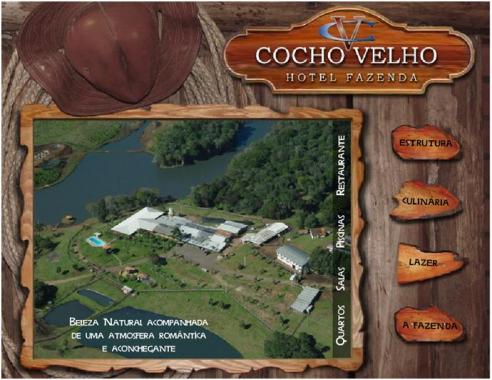 CV
COCHO VELHO
HOTEL FAZENDA
ESTRUTURA
CULINÁRIA
LAZER
A FAZENDA
Quartos Salas Piscinas Restaurante
Beleza Natural acompanhada
de uma atmosfera romântica
e aconchegante